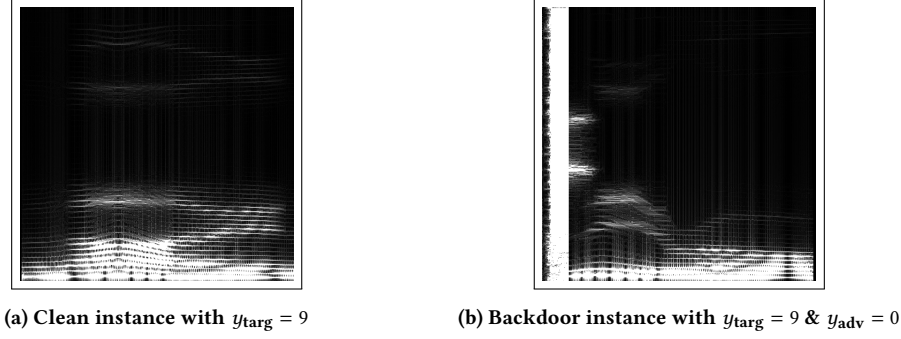 (a) Clean instance with y_targ = 9
(b) Backdoor instance with y_targ = 9 & y_adv = 0